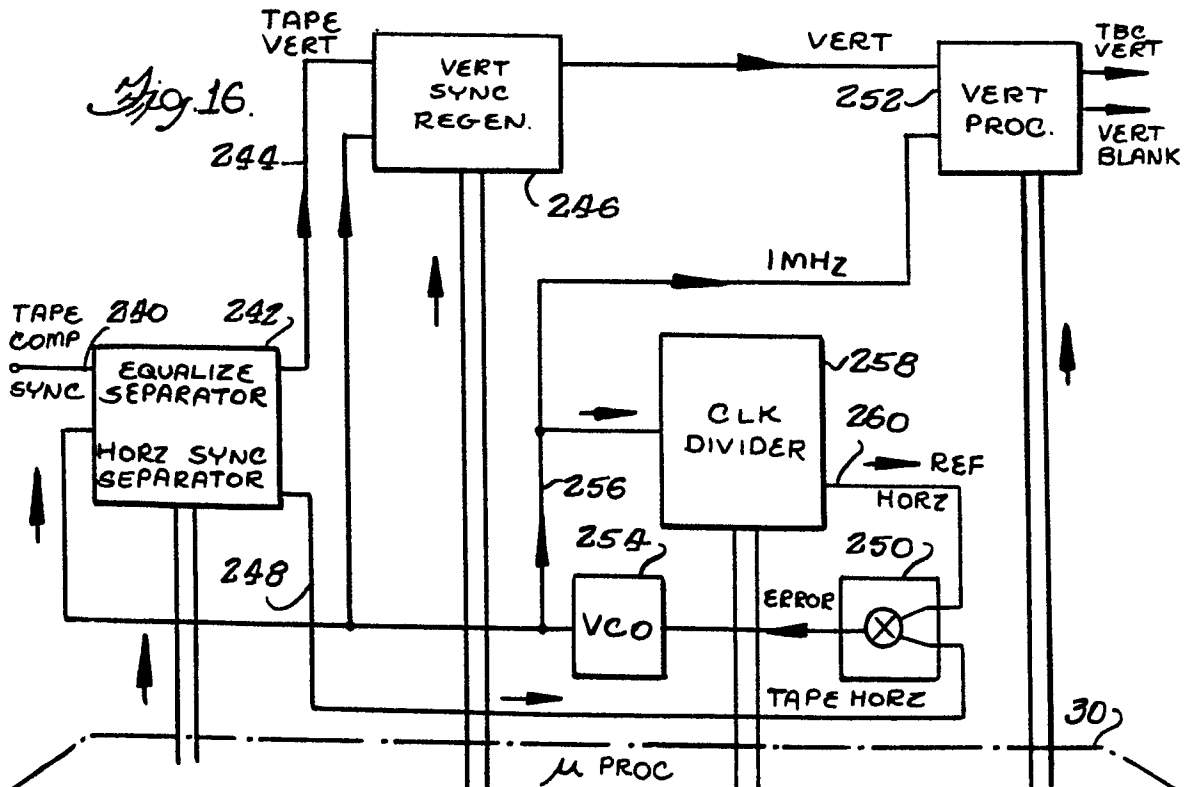 TAPE
VERT
Fig. 16.
244
VERT
SYNC
REGEN.
246
VERT
252
VERT
PROC.
TBC
VERT
VERT
BLANK
1MHZ
TAPE
COMP
SYNC
240
242
EQUALIZE
SEPARATOR
HORZ SYNC
SEPARATOR
248
256
CLK
DIVIDER
258
260
REF
HORZ
254
VCO
ERROR
250
TAPE HORZ
30
μ PROC